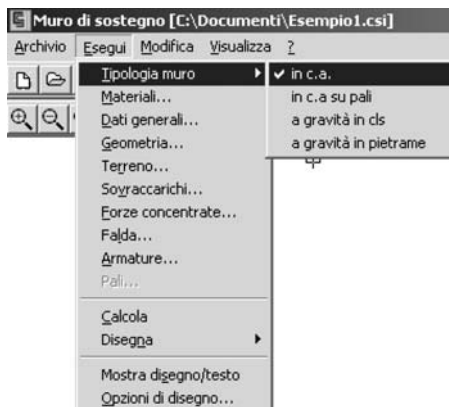 Muro di sostegno [C:\Documenti\Esempio1.csi]
Archivio Esegui Modifica Visualizza ?
Tipologia muro
Materiali...
Dati generali...
Geometria...
Terreno...
Sovraccarichi...
Forze concentrate...
Falda...
Armature...
Pali...
Calcola
Disegna
Mostra disegno/testo
Opzioni di disegno...
in c.a.
in c.a su pali
a gravità in cls
a gravità in pietrame